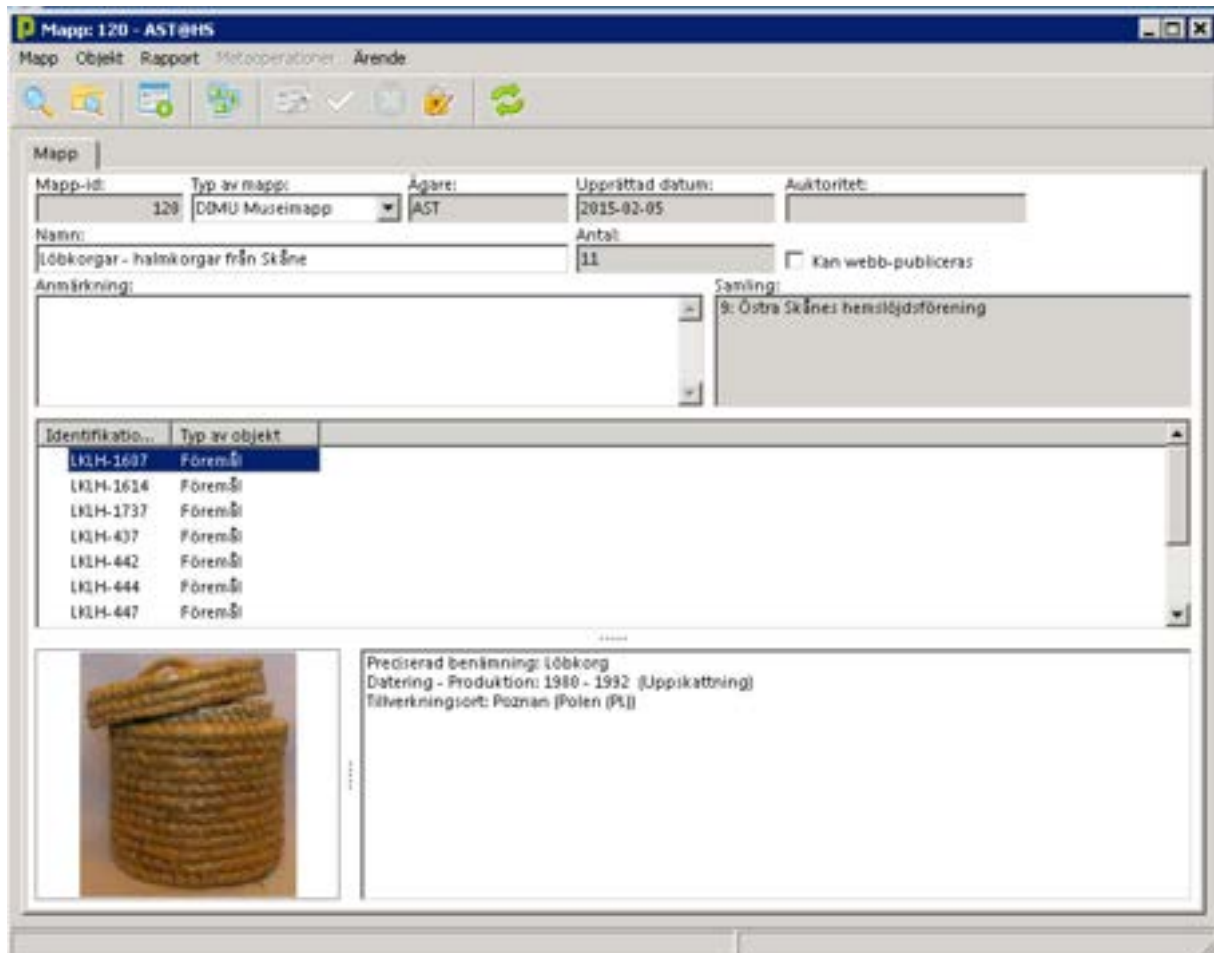 Mapp: 120 - AST@HS
Mapp Objekt Rapport Metooperationer Ärende
Mapp
Mapp-id: Typ av mapp: Ägare: Upprättad datum: Auktoritet:
120 DIMU Museimapp AST 2015-02-05
Namn: Antal:
Löbkorgar - halmkorgar från Skåne 11 Kan webb-publiceras
Anmärkning: Samling:
9: Östra Skånes hemslöjdsförening
Identifikatio... Typ av objekt
LKLH-1607 Föremål
LKLH-1614 Föremål
LKLH-1737 Föremål
LKLH-437 Föremål
LKLH-442 Föremål
LKLH-444 Föremål
LKLH-447 Föremål
Preciserad benämning: Löbkorg
Datering - Produktion: 1980 - 1992 (Uppskattning)
Tillverkningsort: Poznan (Polen (PL))